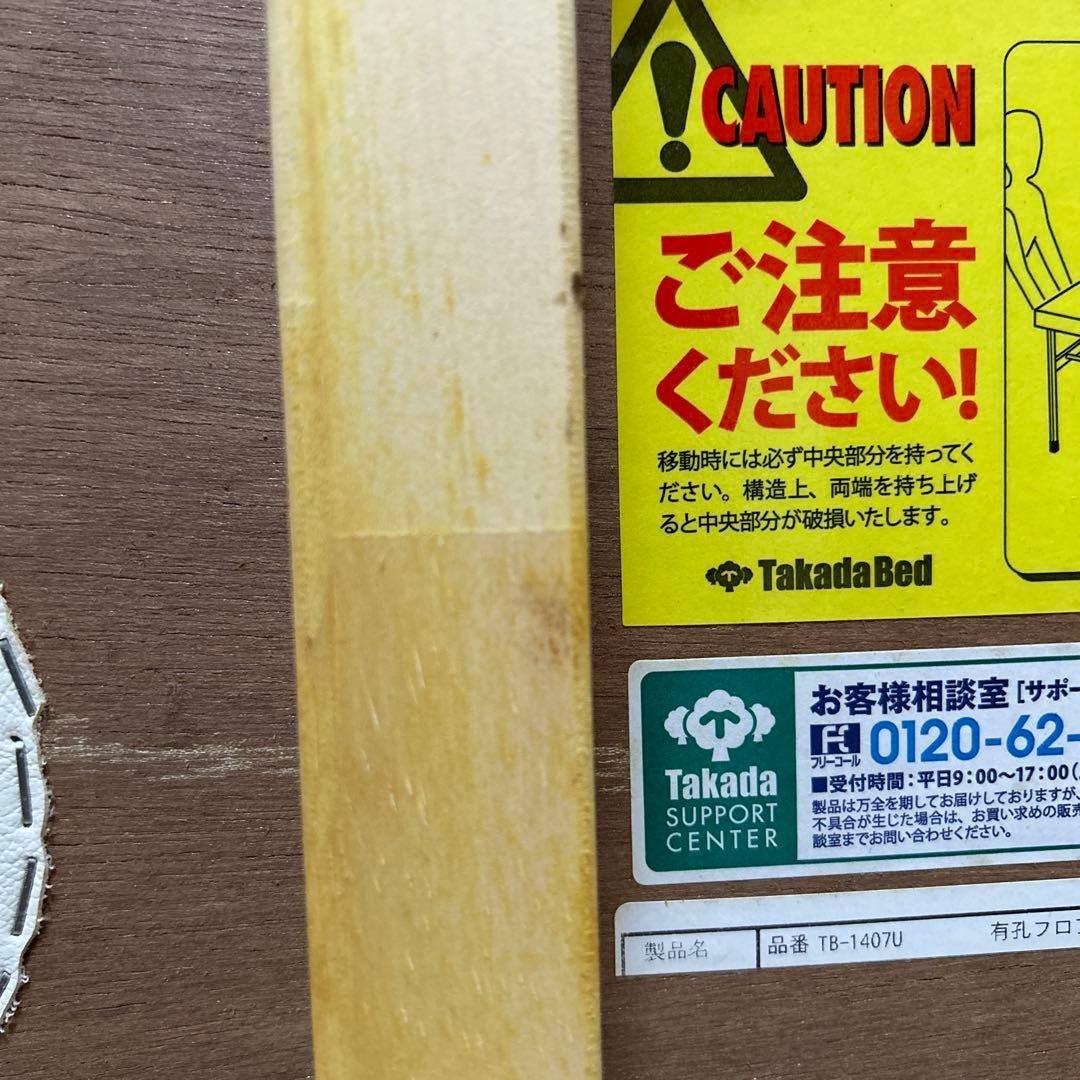 CAUTION
ご注意
ください!
移動時には必ず中央部分を持ってく
ださい。構造上、両端を持ち上げ
ると中央部分が破損いたします。
TakadaBed
Takada
SUPPORT
CENTER
お客様相談室[サポー
フリーコール 0120-62-
■受付時間:平日9:00〜17:00(
製品は万全を期してお届けしておりますが、
不具合が生じた場合は、お買い求めの販売
談室までお問い合わせください。
製品名 品番 TB-1407U 有孔フロ